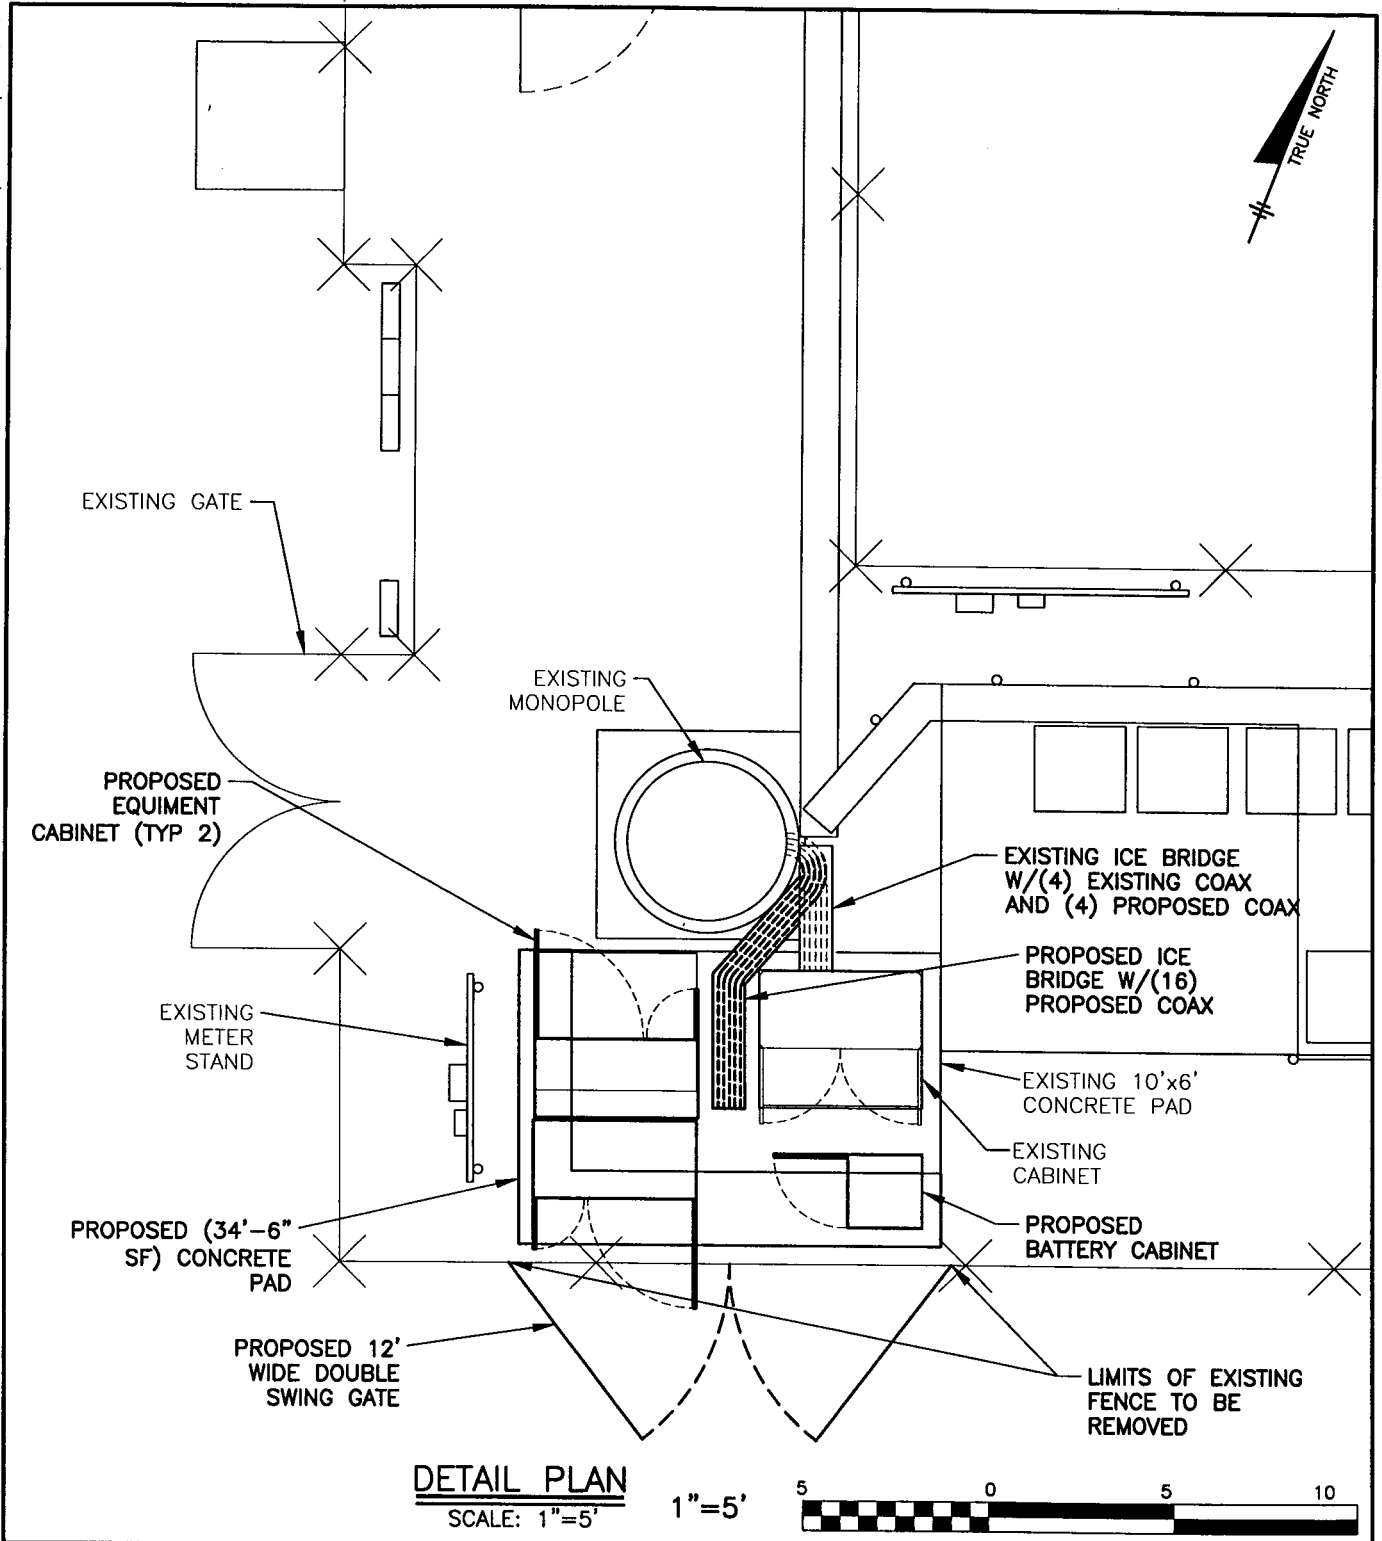 TRUE NORTH
EXISTING GATE
EXISTING
MONOPOLE
PROPOSED
EQUIMENT
CABINET (TYP 2)
EXISTING ICE BRIDGE
W/(4) EXISTING COAX
AND (4) PROPOSED COAX
PROPOSED ICE
BRIDGE W/(16)
PROPOSED COAX
EXISTING
METER
STAND
EXISTING 10'x6'
CONCRETE PAD
EXISTING
CABINET
PROPOSED (34'-6"
SF) CONCRETE
PAD
PROPOSED
BATTERY CABINET
PROPOSED 12'
WIDE DOUBLE
SWING GATE
LIMITS OF EXISTING
FENCE TO BE
REMOVED
DETAIL PLAN
SCALE: 1"=5'
1"=5'
5 0 5 10